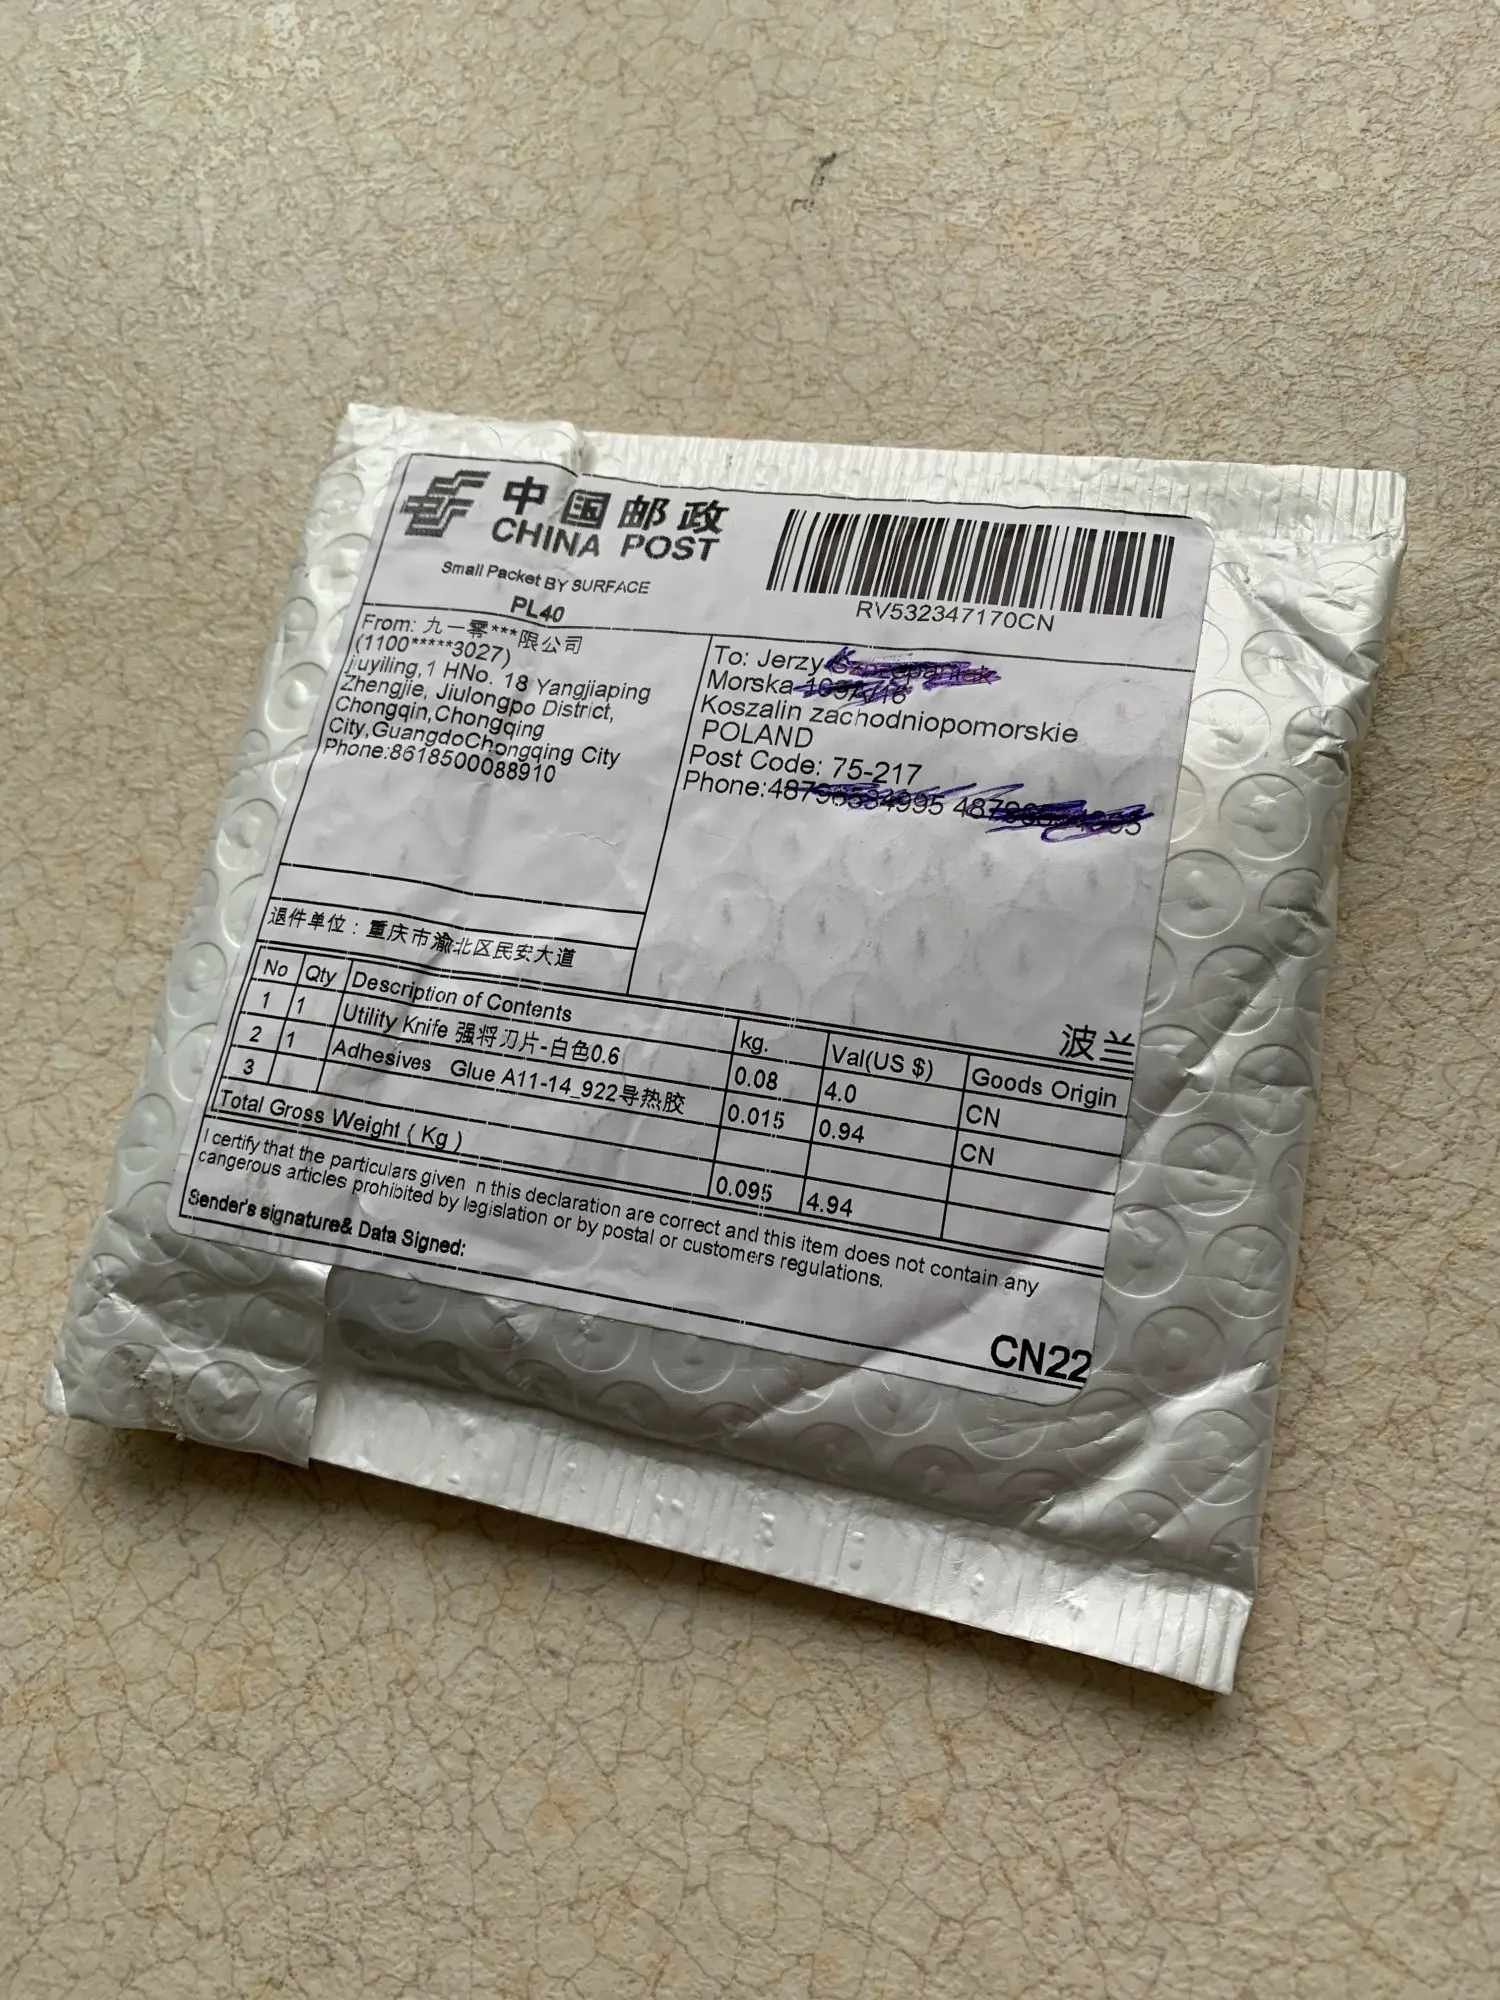 中国邮政
CHINA POST
Small Packet BY SURFACE
PL40
RV532347170CN
From: 九一零***限公司
(1100*****3027)
jiuyiling,1 HNo. 18 Yangjiaping
Zhengjie, Jiulongpo District,
Chongqin,Chongqing
City,GuangdoChongqing City
Phone:8618500088910
To: Jerzy
Morska
Koszalin zachodniopomorskie
POLAND
Post Code: 75-217
Phone:
退件单位：重庆市渝北区民安大道
波兰
No Qty Description of Contents kg. Val(US $) Goods Origin
1 1 Utility Knife 强将刃片-白色0.6 0.08 4.0 CN
2 1 Adhesives Glue A11-14_922导热胶 0.015 0.94 CN
3
Total Gross Weight ( Kg ) 0.095 4.94
I certify that the particulars given n this declaration are correct and this item does not contain any
cangerous articles prohibited by legislation or by postal or customers regulations.
Sender's signature& Data Signed:
CN22